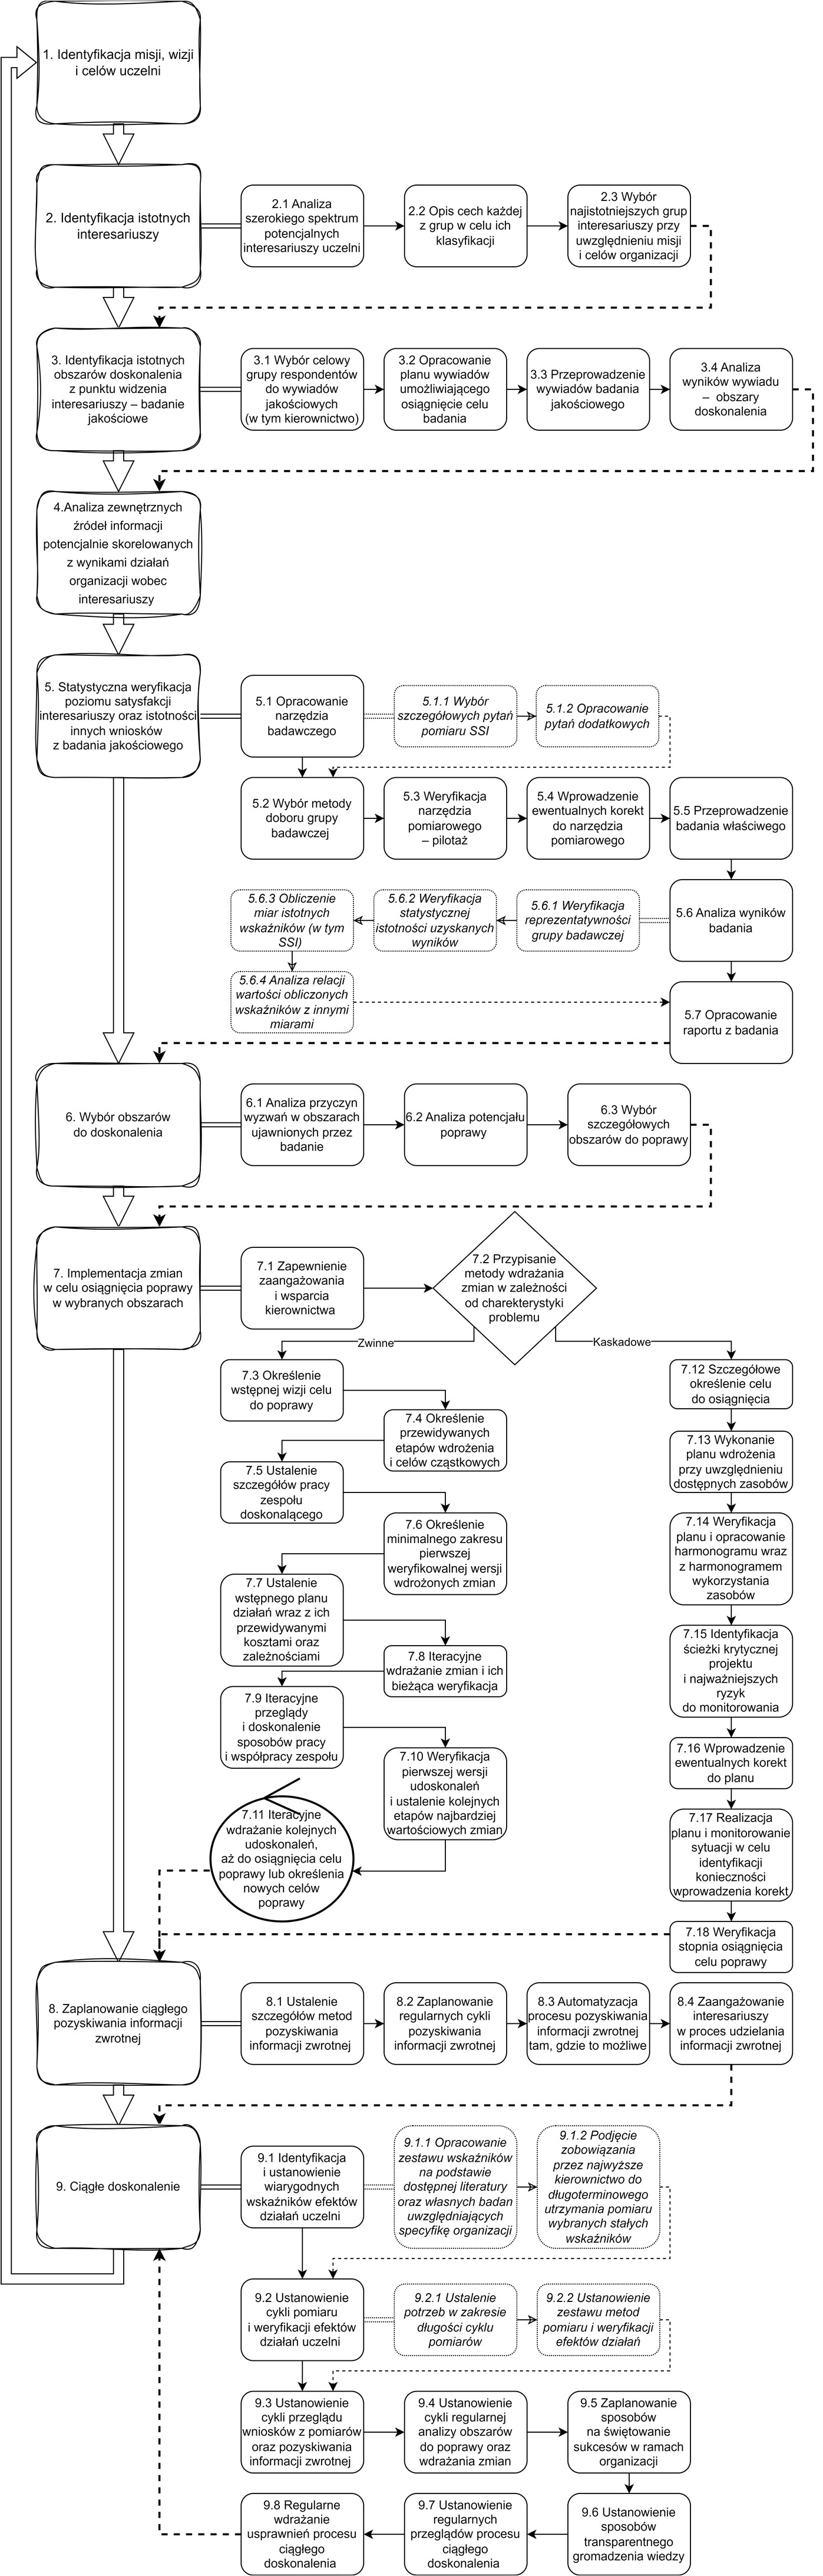 1. Identyfikacja misji, wizji
i celów uczelni
2. Identyfikacja istotnych
interesariuszy
2.1 Analiza
szerokiego spektrum
potencjalnych
interesariuszy uczelni
2.2 Opis cech każdej
z grup w celu ich
klasyfikacji
2.3 Wybór
najistotniejszych grup
interesariuszy przy
uwzględnieniu misji
i celów organizacji
3. Identyfikacja istotnych
obszarów doskonalenia
z punktu widzenia
interesariuszy – badanie
jakościowe
3.1 Wybór celowy
grupy respondentów
do wywiadów
jakościowych
(w tym kierownictwo)
3.2 Opracowanie
planu wywiadów
umożliwiającego
osiągnięcie celu
badania
3.3 Przeprowadzenie
wywiadów badania
jakościowego
3.4 Analiza
wyników wywiadu
– obszary
doskonalenia
4.Analiza zewnętrznych
źródeł informacji
potencjalnie skorelowanych
z wynikami działań
organizacji wobec
interesariuszy
5. Statystyczna weryfikacja
poziomu satysfakcji
interesariuszy oraz istotności
innych wniosków
z badania jakościowego
5.1 Opracowanie
narzędzia
badawczego
5.1.1 Wybór
szczegółowych pytań
pomiaru SSI
5.1.2 Opracowanie
pytań dodatkowych
5.2 Wybór metody
doboru grupy
badawczej
5.3 Weryfikacja
narzędzia
pomiarowego
– pilotaż
5.4 Wprowadzenie
ewentualnych korekt
do narzędzia
pomiarowego
5.5 Przeprowadzenie
badania właściwego
5.6 Analiza wyników
badania
5.6.1 Weryfikacja
reprezentatywności
grupy badawczej
5.6.2 Weryfikacja
statystycznej
istotności uzyskanych
wyników
5.6.3 Obliczenie
miar istotnych
wskaźników (w tym
SSI)
5.6.4 Analiza relacji
wartości obliczonych
wskaźników z innymi
miarami
5.7 Opracowanie
raportu z badania
6. Wybór obszarów
do doskonalenia
6.1 Analiza przyczyn
wyzwań w obszarach
ujawnionych przez
badanie
6.2 Analiza potencjału
poprawy
6.3 Wybór
szczegółowych
obszarów do poprawy
7. Implementacja zmian
w celu osiągnięcia poprawy
w wybranych obszarach
7.1 Zapewnienie
zaangażowania
i wsparcia
kierownictwa
7.2 Przypisanie
metody wdrażania
zmian w zależności
od charekterystyki
problemu
Zwinne
Kaskadowe
7.3 Określenie
wstępnej wizji celu
do poprawy
7.4 Określenie
przewidywanych
etapów wdrożenia
i celów cząstkowych
7.5 Ustalenie
szczegółów pracy
zespołu
doskonalącego
7.6 Określenie
minimalnego zakresu
pierwszej
weryfikowalnej wersji
wdrożonych zmian
7.7 Ustalenie
wstępnego planu
działań wraz z ich
przewidywanymi
kosztami oraz
zależnościami
7.8 Iteracyjne
wdrażanie zmian i ich
bieżąca weryfikacja
7.9 Iteracyjne
przeglądy
i doskonalenie
sposobów pracy
i współpracy zespołu
7.10 Weryfikacja
pierwszej wersji
udoskonaleń
i ustalenie kolejnych
etapów najbardziej
wartościowych zmian
7.11 Iteracyjne
wdrażanie kolejnych
udoskonaleń,
aż do osiągnięcia celu
poprawy lub określenia
nowych celów
poprawy
7.12 Szczegółowe
określenie celu
do osiągnięcia
7.13 Wykonanie
planu wdrożenia
przy uwzględnieniu
dostępnych zasobów
7.14 Weryfikacja
planu i opracowanie
harmonogramu wraz
z harmonogramem
wykorzystania
zasobów
7.15 Identyfikacja
ścieżki krytycznej
projektu
i najważniejszych
ryzyk
do monitorowania
7.16 Wprowadzenie
ewentualnych korekt
do planu
7.17 Realizacja
planu i monitorowanie
sytuacji w celu
identyfikacji
konieczności
wprowadzenia korekt
7.18 Weryfikacja
stopnia osiągnięcia
celu poprawy
8. Zaplanowanie ciągłego
pozyskiwania informacji
zwrotnej
8.1 Ustalenie
szczegółów metod
pozyskiwania
informacji zwrotnej
8.2 Zaplanowanie
regularnych cykli
pozyskiwania
informacji zwrotnej
8.3 Automatyzacja
procesu pozyskiwania
informacji zwrotnej
tam, gdzie to możliwe
8.4 Zaangażowanie
interesariuszy
w proces udzielania
informacji zwrotnej
9. Ciągłe doskonalenie
9.1 Identyfikacja
i ustanowienie
wiarygodnych
wskaźników efektów
działań uczelni
9.1.1 Opracowanie
zestawu wskaźników
na podstawie
dostępnej literatury
oraz własnych badan
uwzględniających
specyfikę organizacji
9.1.2 Podjęcie
zobowiązania
przez najwyższe
kierownictwo do
długoterminowego
utrzymania pomiaru
wybranych stałych
wskaźników
9.2 Ustanowienie
cykli pomiaru
i weryfikacji efektów
działań uczelni
9.2.1 Ustalenie
potrzeb w zakresie
długości cyklu
pomiarów
9.2.2 Ustanowienie
zestawu metod
pomiaru i weryfikacji
efektów działań
9.3 Ustanowienie
cykli przeglądu
wniosków z pomiarów
oraz pozyskiwania
informacji zwrotnej
9.4 Ustanowienie
cykli regularnej
analizy obszarów
do poprawy oraz
wdrażania zmian
9.5 Zaplanowanie
sposobów
na świętowanie
sukcesów w ramach
organizacji
9.6 Ustanowienie
sposobów
transparentnego
gromadzenia wiedzy
9.7 Ustanowienie
regularnych
przeglądów procesu
ciągłego
doskonalenia
9.8 Regularne
wdrażanie
usprawnień procesu
ciągłego
doskonalenia